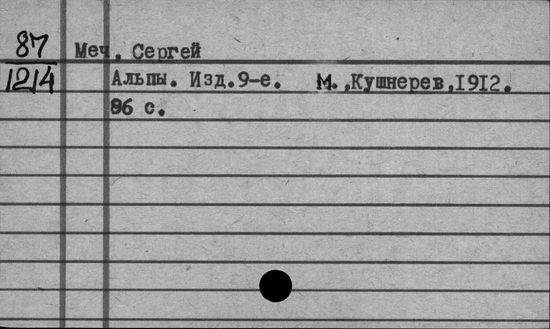 87
Меч, Сергей
1214
Альпы. Изд.9-е. М.,Кушнерев,1912.
96 с.